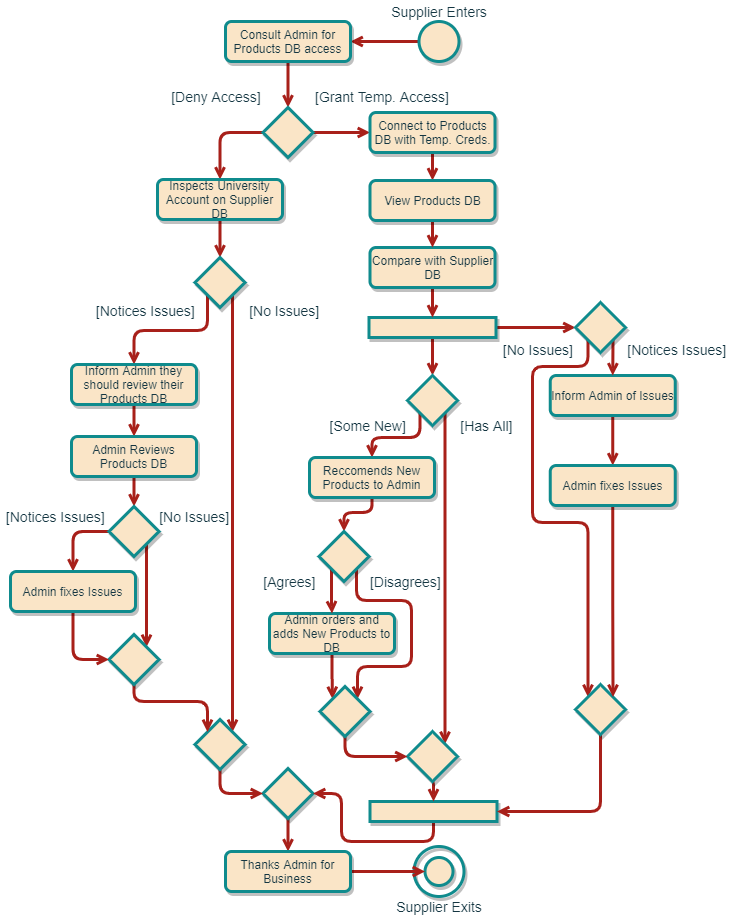 Supplier Enters
Consult Admin for
Products DB access
[Deny Access]
[Grant Temp. Access]
Connect to Products
DB with Temp. Creds.
Inspects University
Account on Supplier
DB
View Products DB
Compare with Supplier
DB
[Notices Issues]
[No Issues]
[No Issues]
[Notices Issues]
Inform Admin they
should review their
Products DB
Inform Admin of Issues
[Some New]
[Has All]
Admin Reviews
Products DB
Reccomends New
Products to Admin
Admin fixes Issues
[Notices Issues]
[No Issues]
[Agrees]
[Disagrees]
Admin fixes Issues
Admin orders and
adds New Products to
DB
Thanks Admin for
Business
Supplier Exits